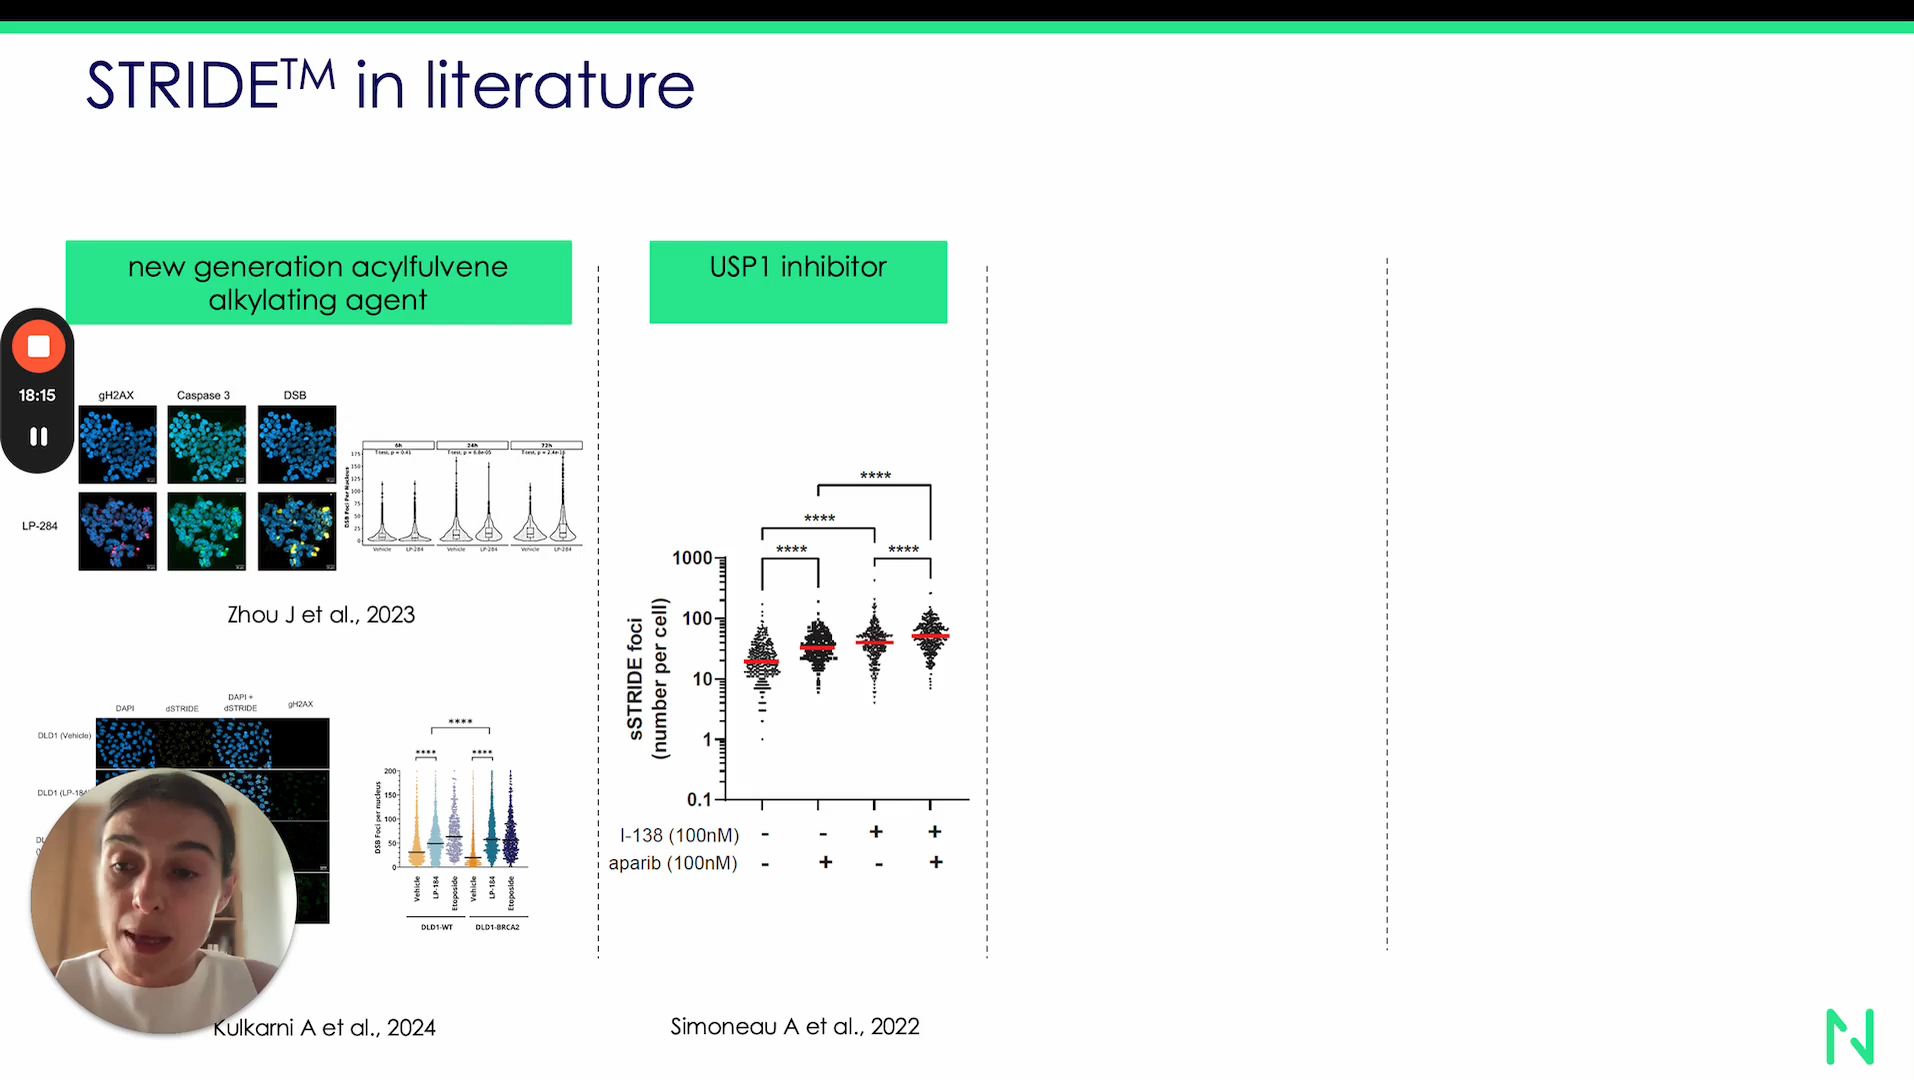 STRIDE™ in literature
new generation acylfulvene
alkylating agent
USP1 inhibitor
18:15
gH2AX Caspase 3 DSB
LP-284
DSB Foci Per Nucleus
6h 24h 72h
T-test, p = 0.41 T-test, p = 6.8e-05 T-test, p = 2.4e-16
175
150
125
100
75
50
25
0
Vehicle LP-284 Vehicle LP-284 Vehicle LP-284
Zhou J et al., 2023
DAPI dSTRIDE DAPI + dSTRIDE gH2AX
DLD1 (Vehicle)
DLD1 (LP-184
****
**** ****
DSB Foci per nucleus
200
150
100
50
0
Vehicle LP-184 Etoposide Vehicle LP-184 Etoposide
DLD1-WT DLD1-BRCA2
Kulkarni A et al., 2024
****
****
**** ****
sSTRIDE foci
(number per cell)
1000
100
10
1
0.1
I-138 (100nM) - - + +
aparib (100nM) - + - +
Simoneau A et al., 2022